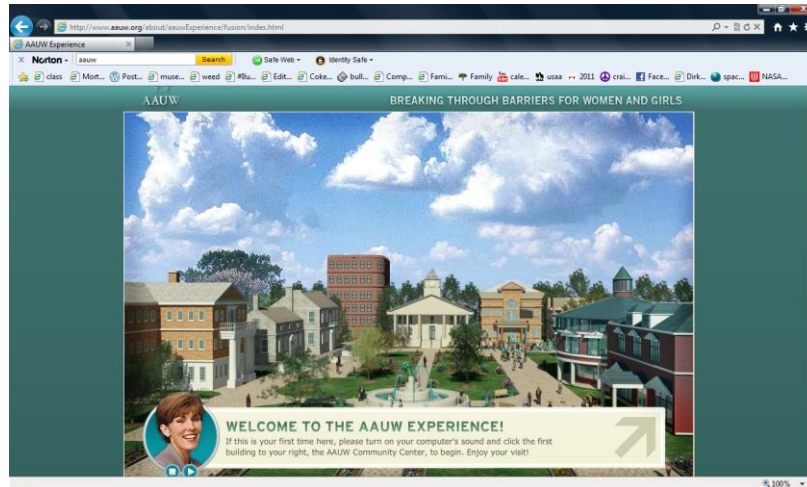 http://www.aauw.org/about/aauwExperience/fusion/index.html
AAUW Experience
X Norton - aauw Search Safe Web Identity Safe
class Mort... Post... muse... weed #Bu... Edit... Coke... bull... Comp... Fami... Family cale... usaa 2011 crai... Face... Dirk... spac... NASA...
AAUW BREAKING THROUGH BARRIERS FOR WOMEN AND GIRLS
WELCOME TO THE AAUW EXPERIENCE!
If this is your first time here, please turn on your computer's sound and click the first
building to your right, the AAUW Community Center, to begin. Enjoy your visit!
100%